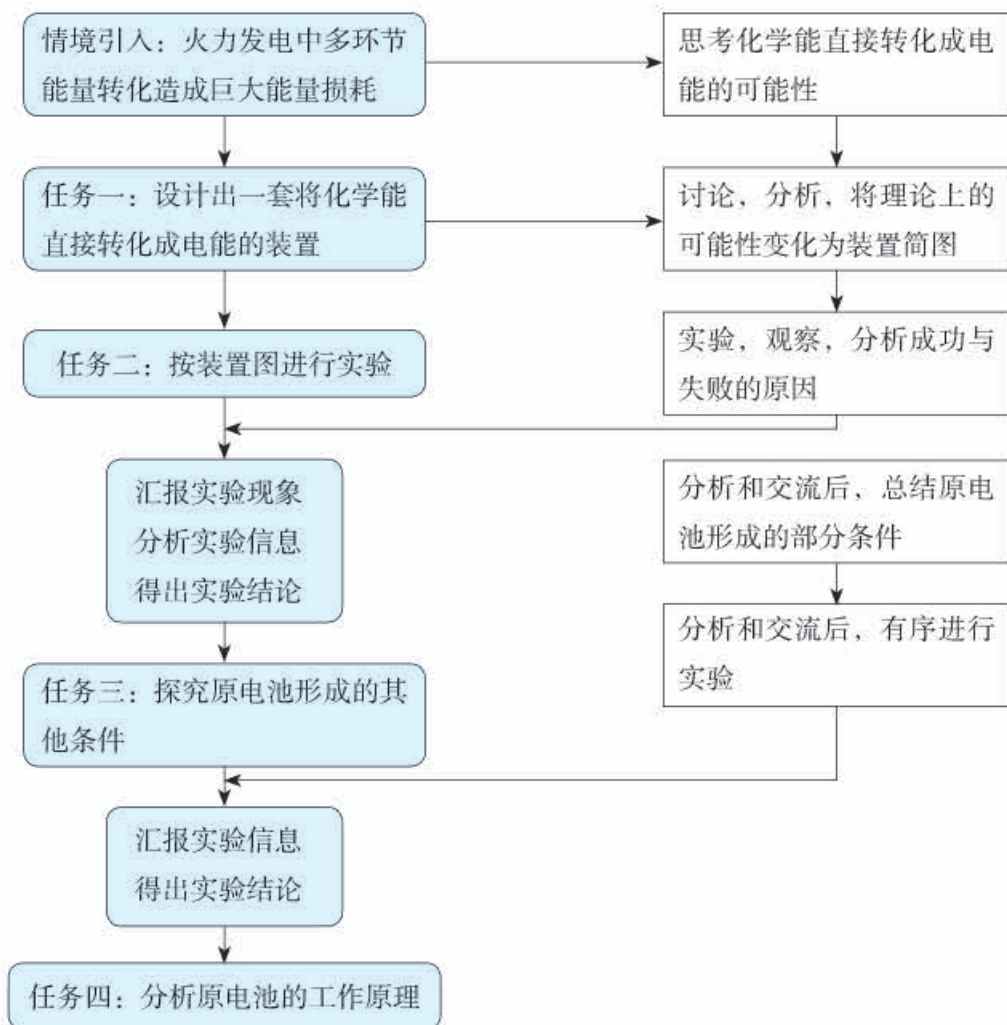 情境引入：火力发电中多环节
能量转化造成巨大能量损耗
思考化学能直接转化成电
能的可能性
任务一：设计出一套将化学能
直接转化成电能的装置
讨论，分析，将理论上的
可能性变化为装置简图
任务二：按装置图进行实验
实验，观察，分析成功与
失败的原因
汇报实验现象
分析实验信息
得出实验结论
分析和交流后，总结原电
池形成的部分条件
分析和交流后，有序进行
实验
任务三：探究原电池形成的其
他条件
汇报实验信息
得出实验结论
任务四：分析原电池的工作原理